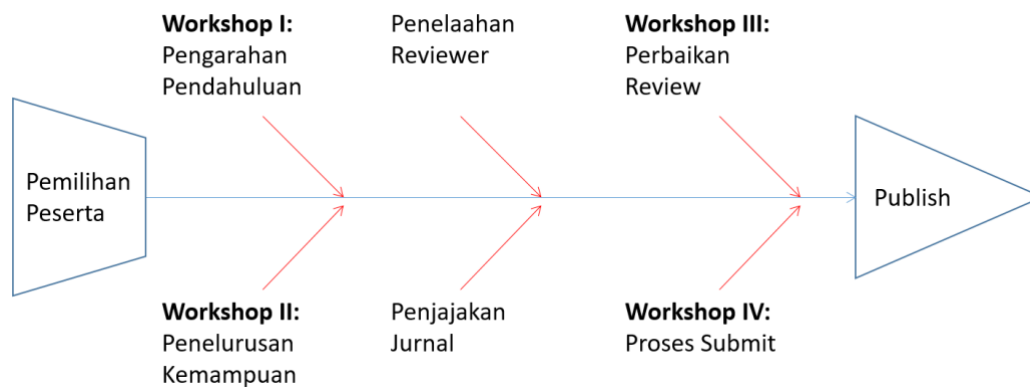 Workshop I:
Pengarahan
Pendahuluan
Penelaahan
Reviewer
Workshop III:
Perbaikan
Review
Pemilihan
Peserta
Publish
Workshop II:
Penelurusan
Kemampuan
Penjajakan
Jurnal
Workshop IV:
Proses Submit